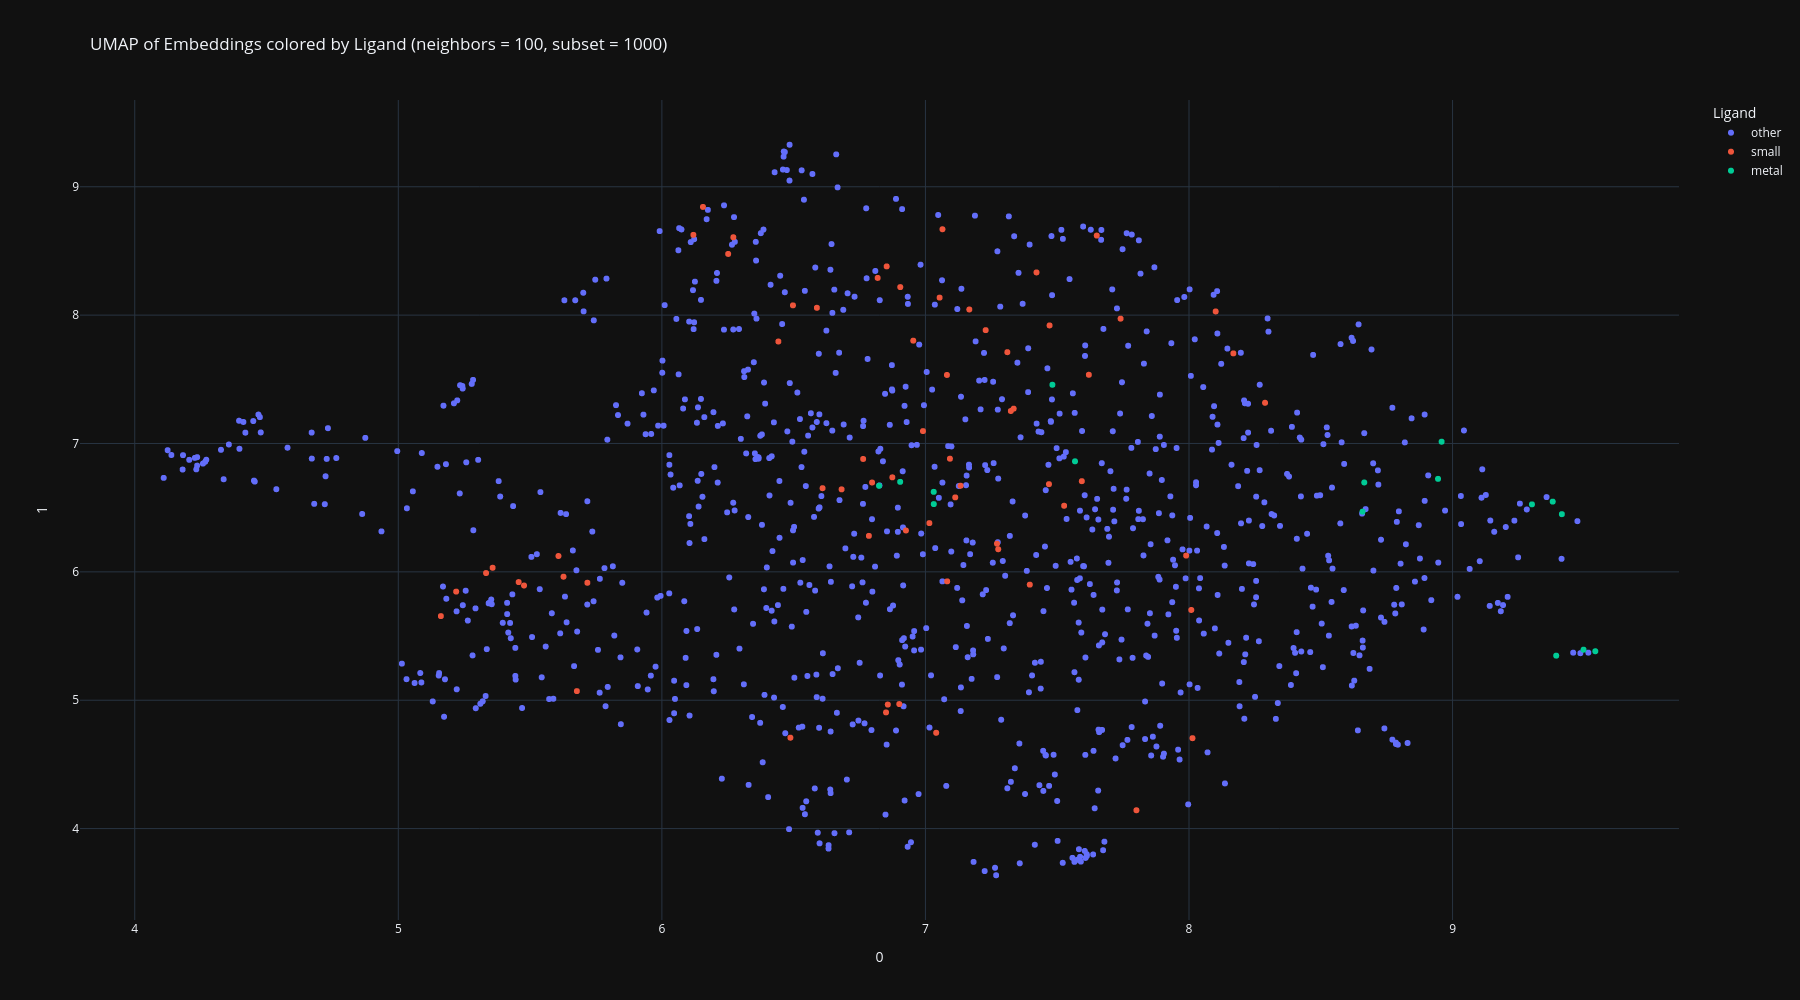 UMAP of Embeddings colored by Ligand (neighbors = 100, subset = 1000)
Ligand
other
small
metal
9
8
7
6
5
4
1
4 5 6 7 8 9
0